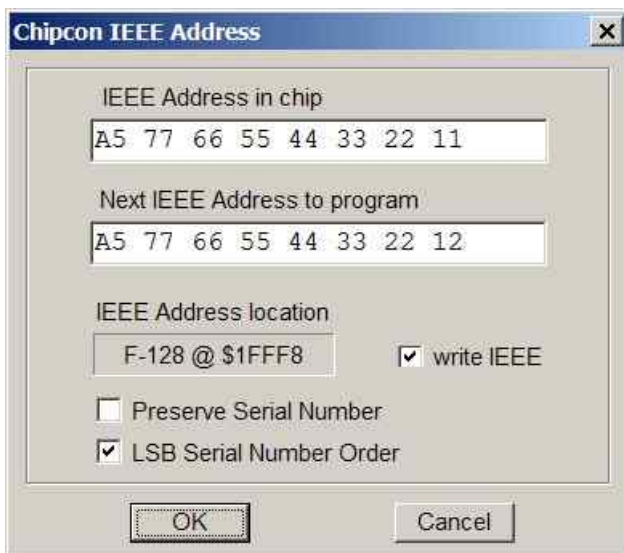 Chipcon IEEE Address
IEEE Address in chip
A5 77 66 55 44 33 22 11
Next IEEE Address to program
A5 77 66 55 44 33 22 12
IEEE Address location
F-128 @ $1FFF8 write IEEE
Preserve Serial Number
LSB Serial Number Order
OK Cancel